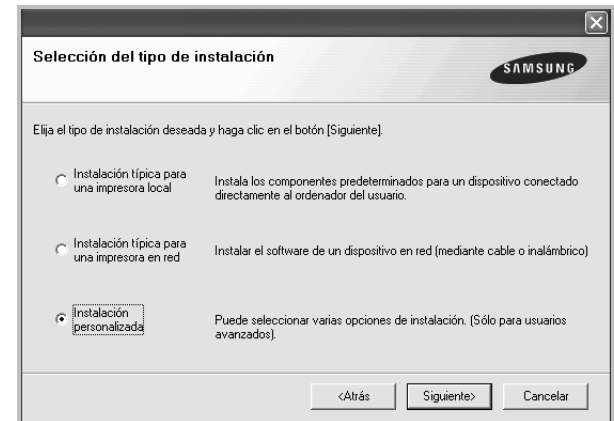 Selección del tipo de instalación
SAMSUNG
Elija el tipo de instalación deseada y haga clic en el botón [Siguiente].
Instalación típica para
una impresora local
Instala los componentes predeterminados para un dispositivo conectado
directamente al ordenador del usuario.
Instalación típica para
una impresora en red
Instalar el software de un dispositivo en red (mediante cable o inalámbrico)
Instalación
personalizada
Puede seleccionar varias opciones de instalación. (Sólo para usuarios
avanzados).
<Atrás
Siguiente>
Cancelar